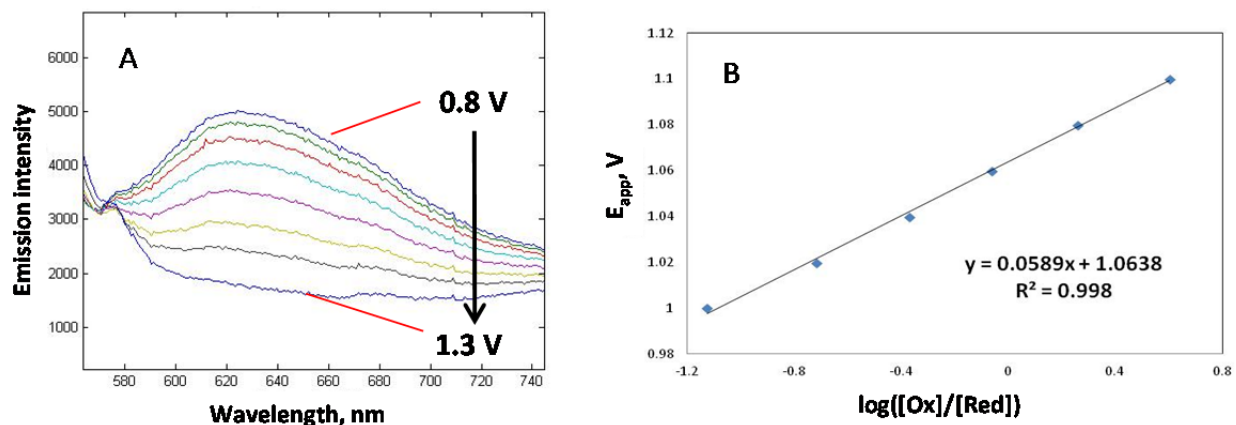 A
0.8 V
1.3 V
Emission intensity
6000
5000
4000
3000
2000
1000
580
600
620
640
660
680
700
720
740
Wavelength, nm
B
E_app, V
1.12
1.1
1.08
1.06
1.04
1.02
1
0.98
y = 0.0589x + 1.0638
R² = 0.998
-1.2
-0.8
-0.4
0
0.4
0.8
log([Ox]/[Red])